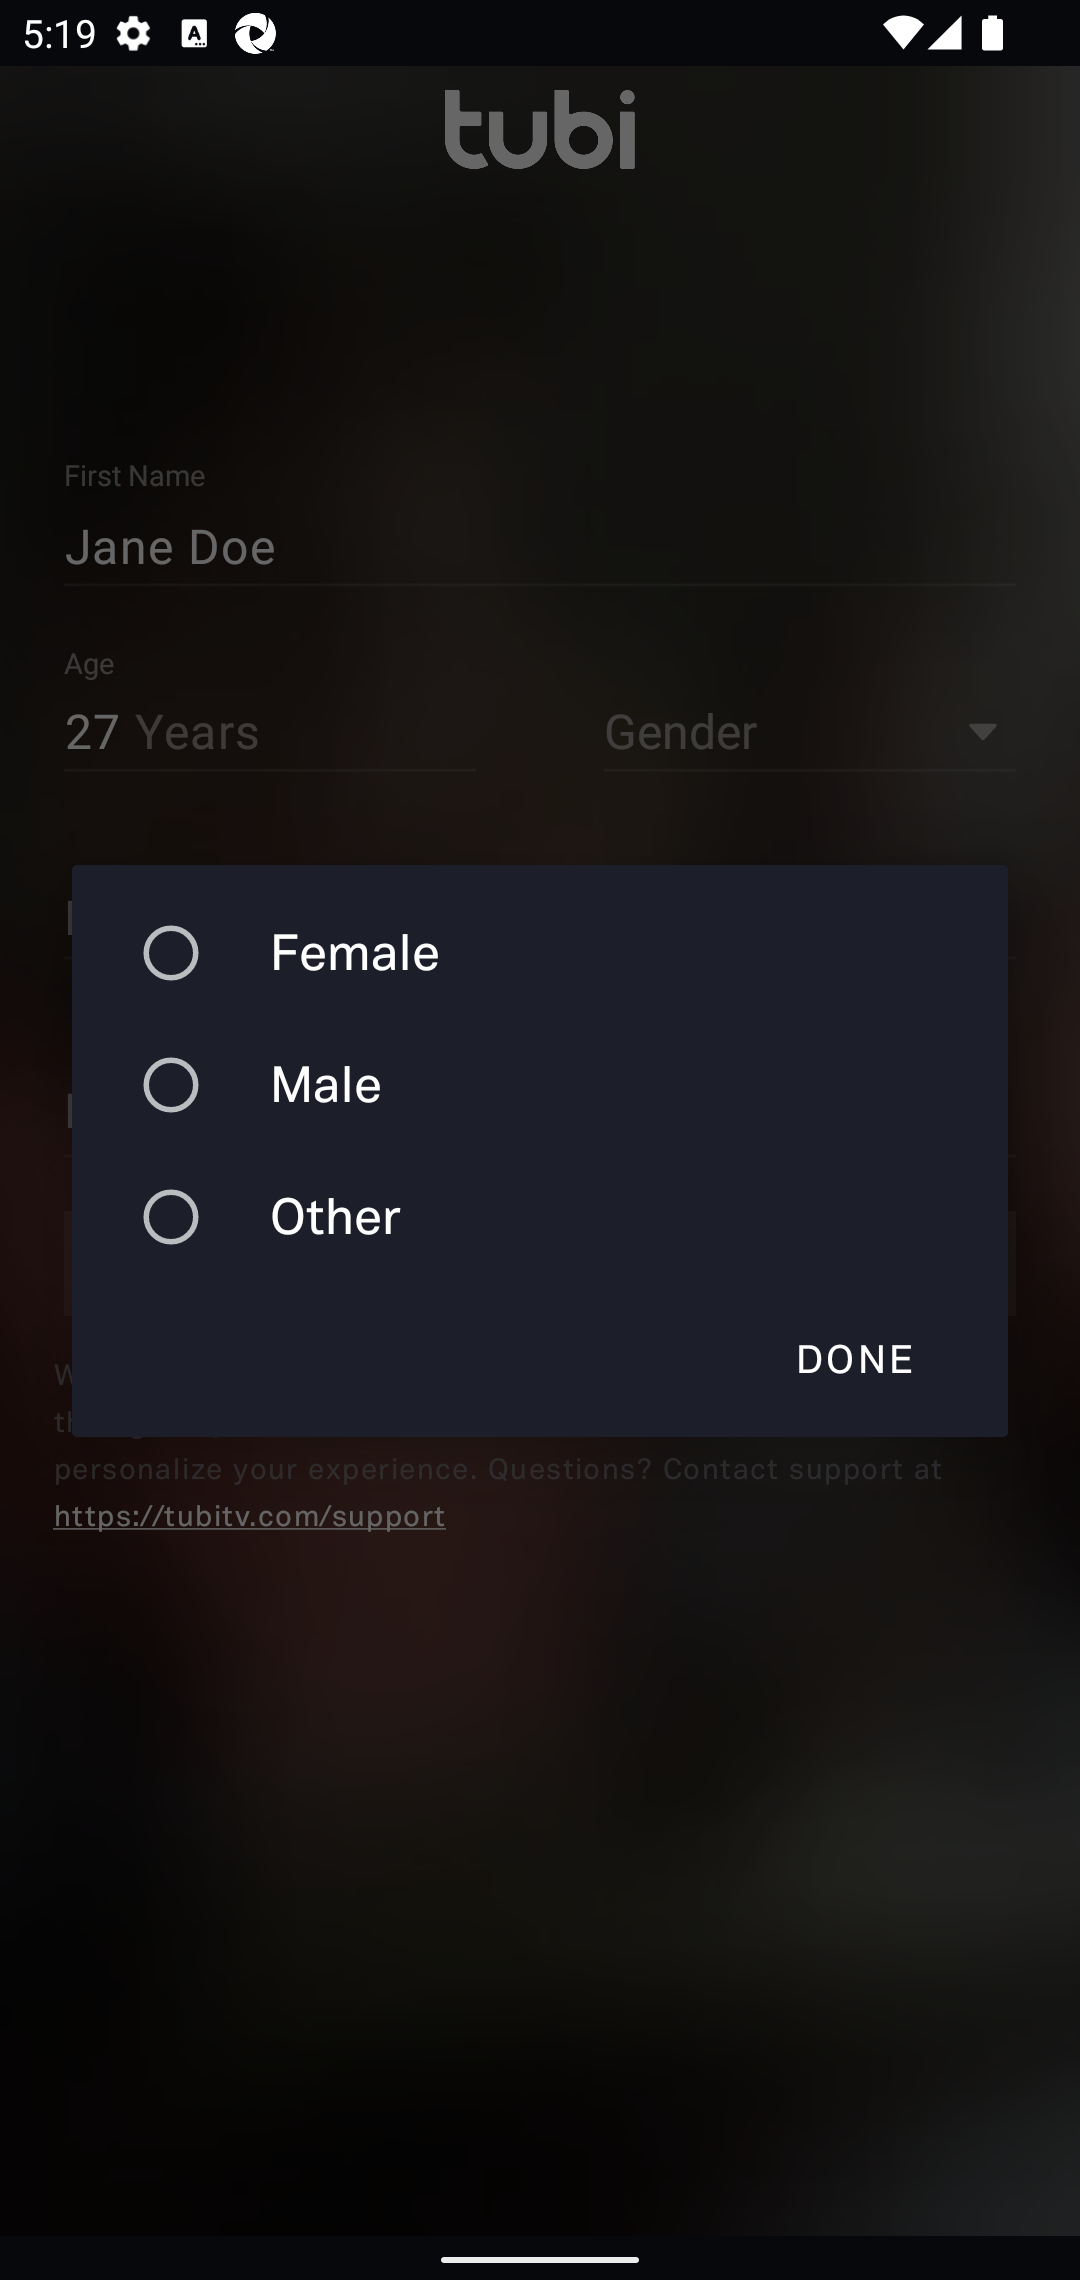 5:19
tubi
First Name
Jane Doe
Age
27 Years
Gender
Female
Male
Other
DONE
personalize your experience. Questions? Contact support at
https://tubitv.com/support